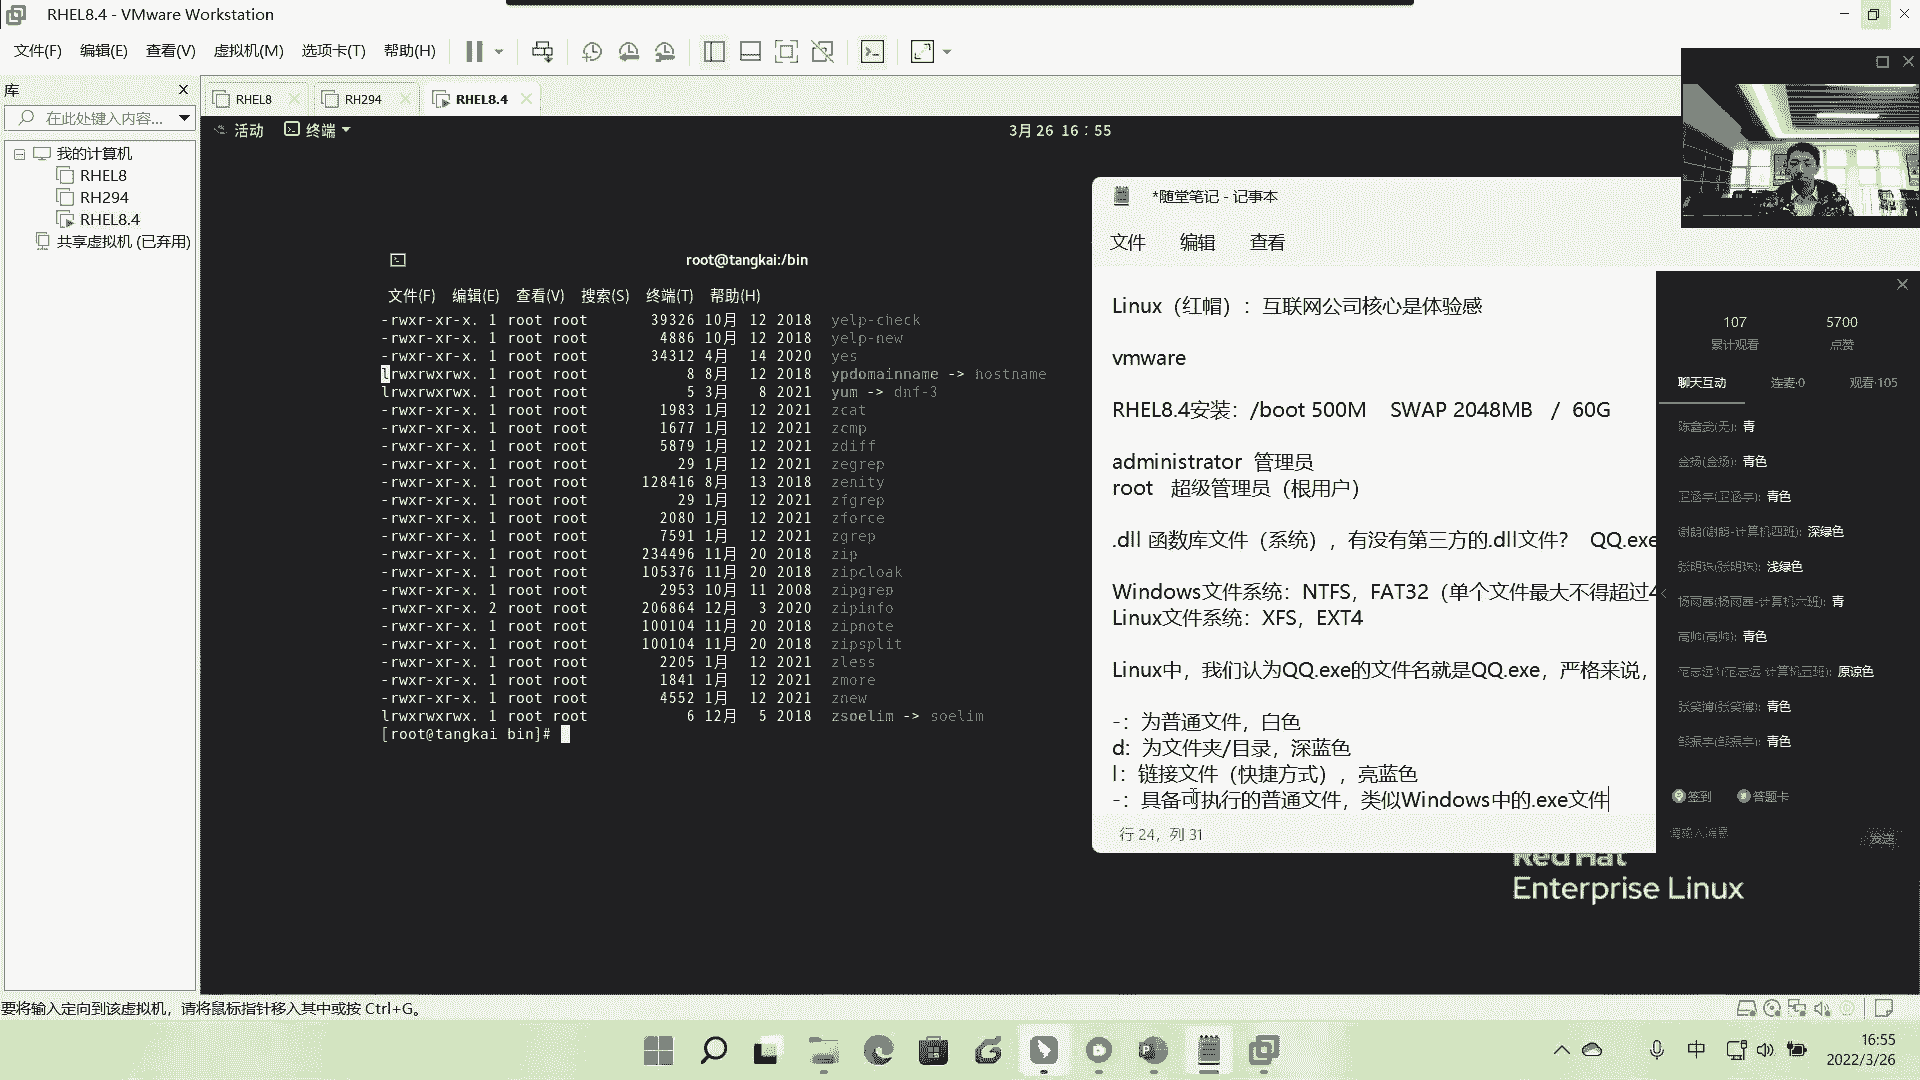 RHEL8.4 - VMware Workstation
文件(F) 编辑(E) 查看(V) 虚拟机(M) 选项卡(T) 帮助(H)
库
在此处键入内容...
我的计算机
RHEL8
RH294
RHEL8.4
共享虚拟机 (已弃用)
RHEL8 RH294 RHEL8.4
活动 终端 3月 26 16：55
root@tangkai:/bin
文件(F) 编辑(E) 查看(V) 搜索(S) 终端(T) 帮助(H)
-rwxr-xr-x. 1 root root 39326 10月 12 2018 yelp-check
-rwxr-xr-x. 1 root root 4886 10月 12 2018 yelp-new
-rwxr-xr-x. 1 root root 34312 4月 14 2020 yes
lrwxrwxrwx. 1 root root 8 8月 12 2018 ypdomainname -> hostname
lrwxrwxrwx. 1 root root 5 3月 8 2021 yum -> dnf-3
-rwxr-xr-x. 1 root root 1983 1月 12 2021 zcat
-rwxr-xr-x. 1 root root 1677 1月 12 2021 zcmp
-rwxr-xr-x. 1 root root 5879 1月 12 2021 zdiff
-rwxr-xr-x. 1 root root 29 1月 12 2021 zegrep
-rwxr-xr-x. 1 root root 128416 8月 13 2018 zenity
-rwxr-xr-x. 1 root root 29 1月 12 2021 zfgrep
-rwxr-xr-x. 1 root root 2080 1月 12 2021 zforce
-rwxr-xr-x. 1 root root 7591 1月 12 2021 zgrep
-rwxr-xr-x. 1 root root 234496 11月 20 2018 zip
-rwxr-xr-x. 1 root root 105376 11月 20 2018 zipcloak
-rwxr-xr-x. 1 root root 2953 10月 11 2008 zipgrep
-rwxr-xr-x. 2 root root 206864 12月 3 2020 zipinfo
-rwxr-xr-x. 1 root root 100104 11月 20 2018 zipnote
-rwxr-xr-x. 1 root root 100104 11月 20 2018 zipsplit
-rwxr-xr-x. 1 root root 2205 1月 12 2021 zless
-rwxr-xr-x. 1 root root 1841 1月 12 2021 zmore
-rwxr-xr-x. 1 root root 4552 1月 12 2021 znew
lrwxrwxrwx. 1 root root 6 12月 5 2018 zsoelim -> soelim
[root@tangkai bin]#
*随堂笔记 - 记事本
文件 编辑 查看
Linux（红帽）：互联网公司核心是体验感
vmware
RHEL8.4安装：/boot 500M SWAP 2048MB / 60G
administrator 管理员
root 超级管理员（根用户）
.dll 函数库文件（系统），有没有第三方的.dll文件？ QQ.exe
Windows文件系统：NTFS，FAT32（单个文件最大不得超过4
Linux文件系统：XFS，EXT4
Linux中，我们认为QQ.exe的文件名就是QQ.exe，严格来说，
-：为普通文件，白色
d：为文件夹/目录，深蓝色
l：链接文件（快捷方式），亮蓝色
-：具备可执行的普通文件，类似Windows中的.exe文件
行 24，列 31
Red Hat
Enterprise Linux
107 5700
累计观看 点赞
聊天互动 连麦·0 观看·105
青
青色
青色
深绿色
浅绿色
青
青色
原谅色
青色
青色
签到 答题卡
发送
要将输入定向到该虚拟机，请将鼠标指针移入其中或按 Ctrl+G。
中
16:55
2022/3/26